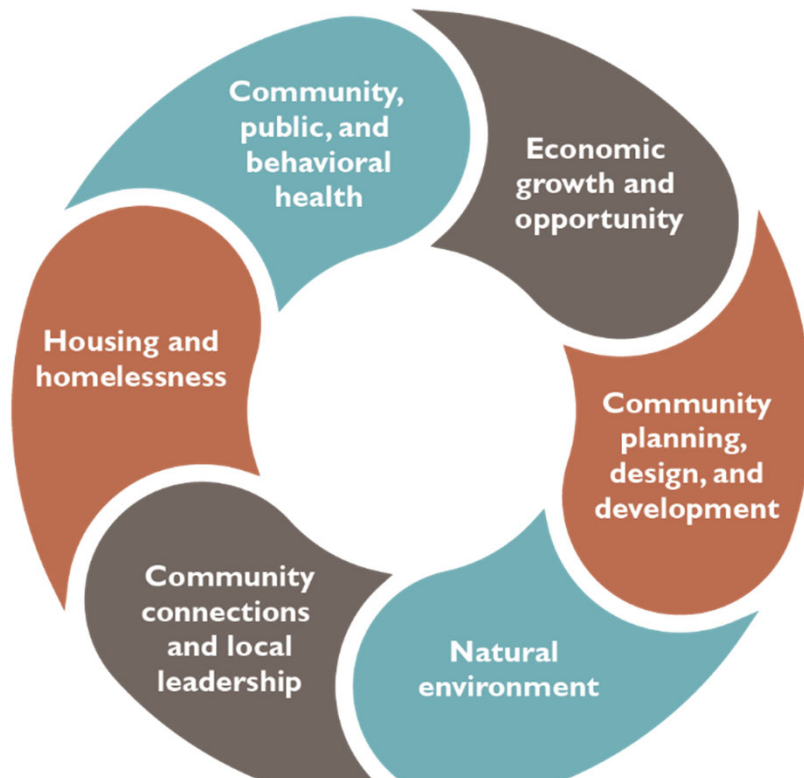 Community,
public, and
behavioral
health
Economic
growth and
opportunity
Community
planning,
design, and
development
Natural
environment
Community
connections
and local
leadership
Housing and
homelessness